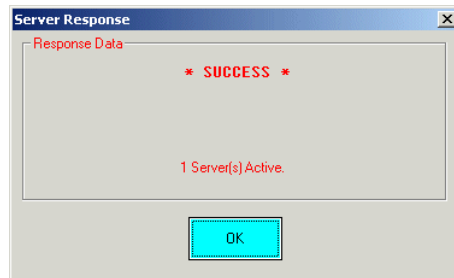 Server Response
Response Data
* SUCCESS *
1 Server(s) Active.
OK